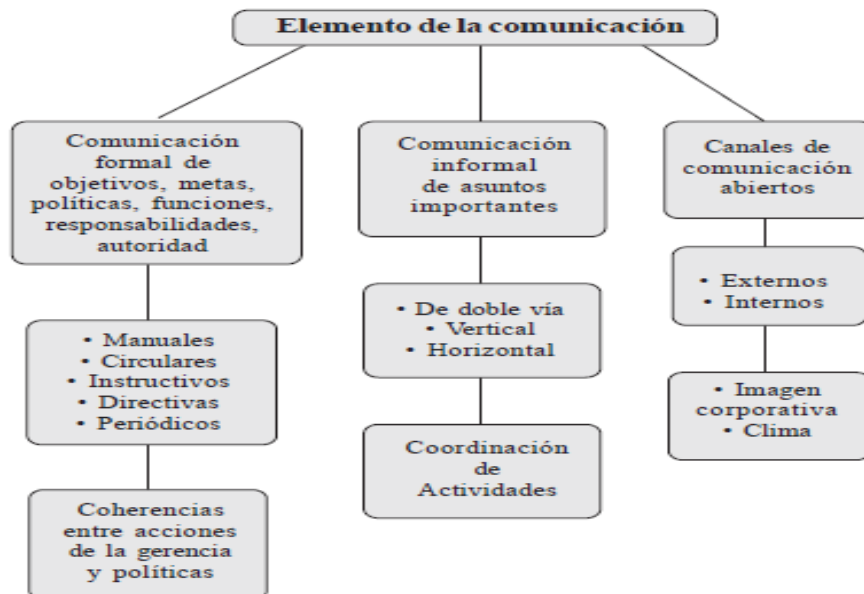 Elemento de la comunicación
Comunicación
formal de
objetivos, metas,
políticas, funciones,
responsabilidades,
autoridad
• Manuales
• Circulares
• Instructivos
• Directivas
• Periódicos
Coherencias
entre acciones
de la gerencia
y políticas
Comunicación
informal
de asuntos
importantes
• De doble vía
• Vertical
• Horizontal
Coordinación
de
Actividades
Canales de
comunicación
abiertos
• Externos
• Internos
• Imagen
corporativa
• Clima